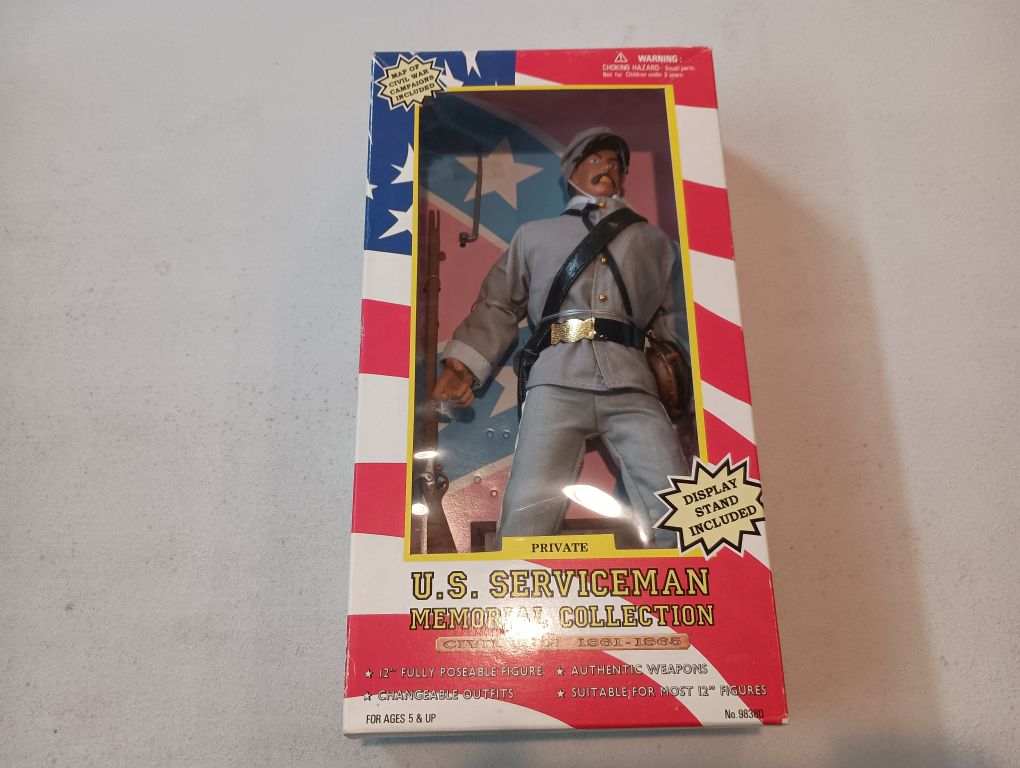 MAP OF
CIVIL WAR
CAMPAIGNS
INCLUDED
WARNING:
CHOKING HAZARD - Small parts.
Not for Children under 3 years
DISPLAY
STAND
INCLUDED
PRIVATE
U.S. SERVICEMAN
MEMORIAL COLLECTION
CIVIL 1861-1865
★ 12" FULLY POSEABLE FIGURE ★ AUTHENTIC WEAPONS
★ CHANGEABLE OUTFITS ★ SUITABLE FOR MOST 12" FIGURES
FOR AGES 5 & UP No. 98380